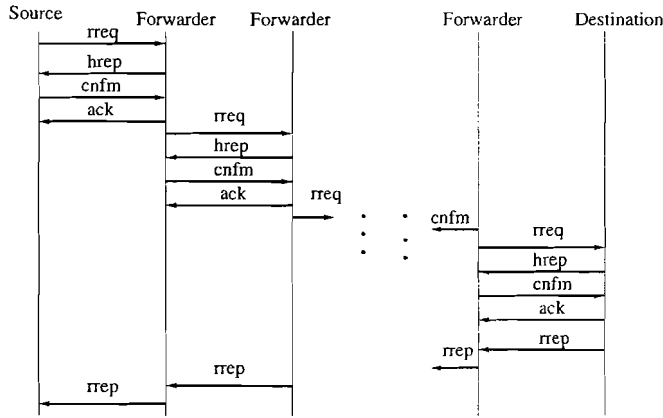 Source Forwarder Forwarder Forwarder Destination
rreq
hrep
cnfm
ack
rreq
hrep
cnfm
ack
rreq
cnfm
rreq
hrep
cnfm
ack
rrep
rrep
rrep
rrep